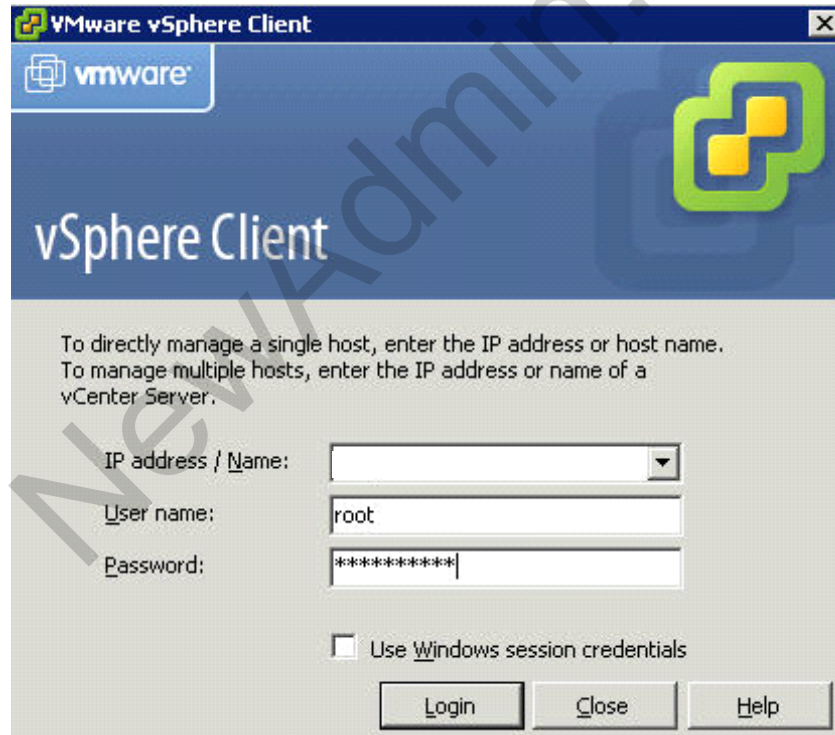 VMware vSphere Client
vmware
vSphere Client
To directly manage a single host, enter the IP address or host name.
To manage multiple hosts, enter the IP address or name of a
vCenter Server.
IP address / Name:
User name:
root
Password:
**********
Use Windows session credentials
Login
Close
Help
NewAdmin.